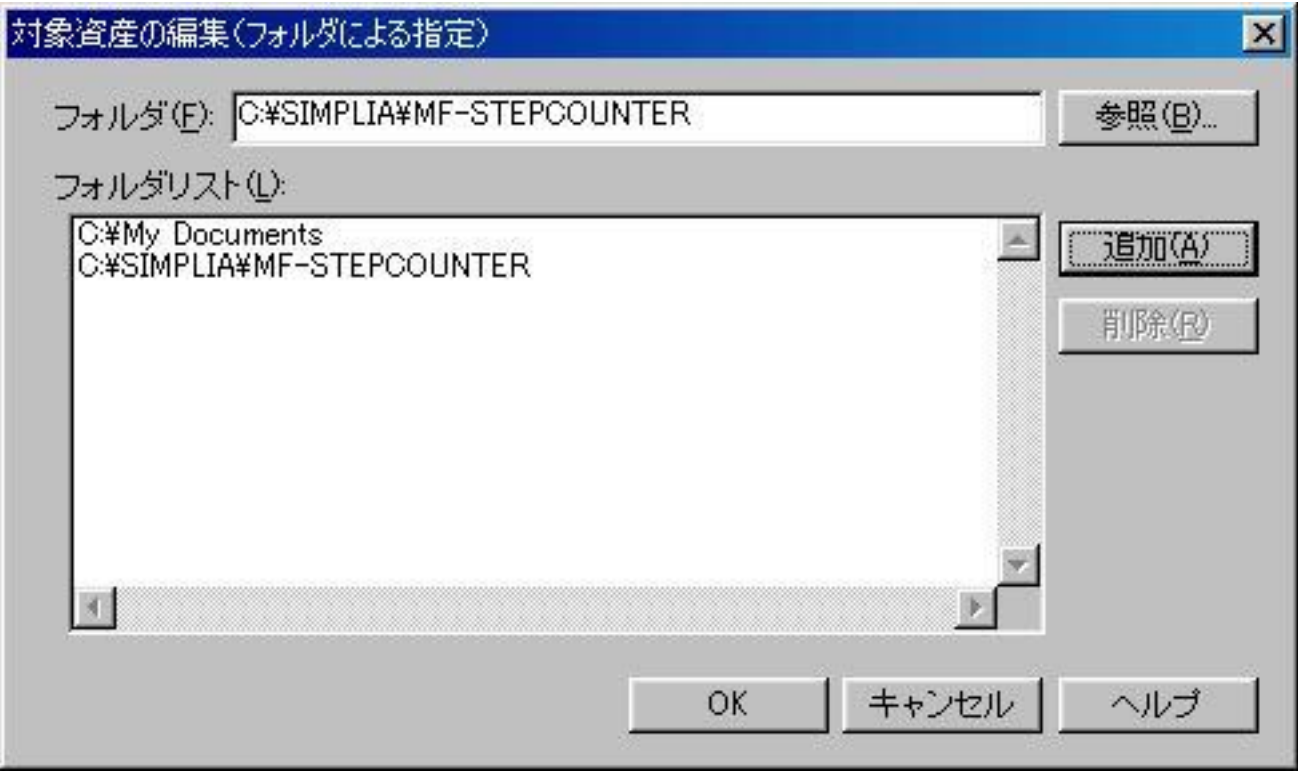 対象資産の編集(フォルダによる指定)
フォルダ(F): C:¥SIMPLIA¥MF-STEPCOUNTER 参照(B)...
フォルダリスト(L):
C:¥My Documents
C:¥SIMPLIA¥MF-STEPCOUNTER
追加(A)
削除(R)
OK キャンセル ヘルプ